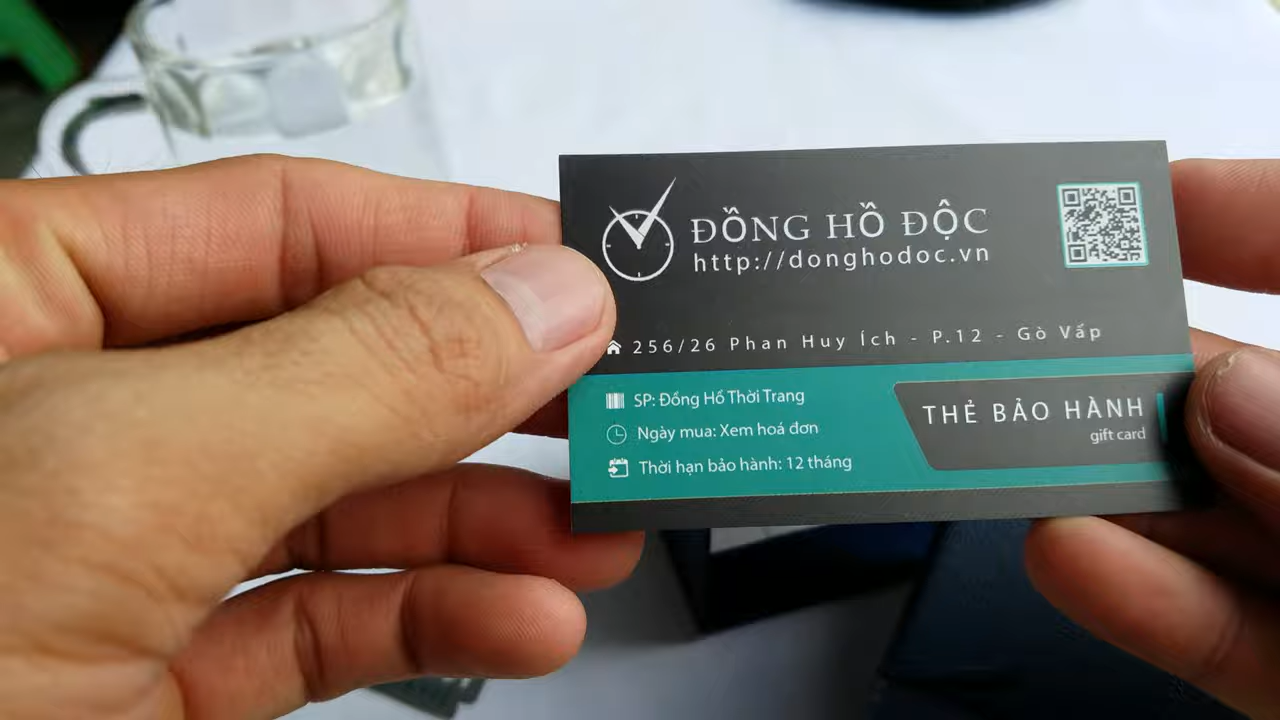 ĐỒNG HỒ ĐỘC
http://donghodoc.vn
256/26 Phan Huy Ích - P.12 - Gò Vấp
SP: Đồng Hồ Thời Trang
Ngày mua: Xem hoá đơn
Thời hạn bảo hành: 12 tháng
THẺ BẢO HÀNH
gift card